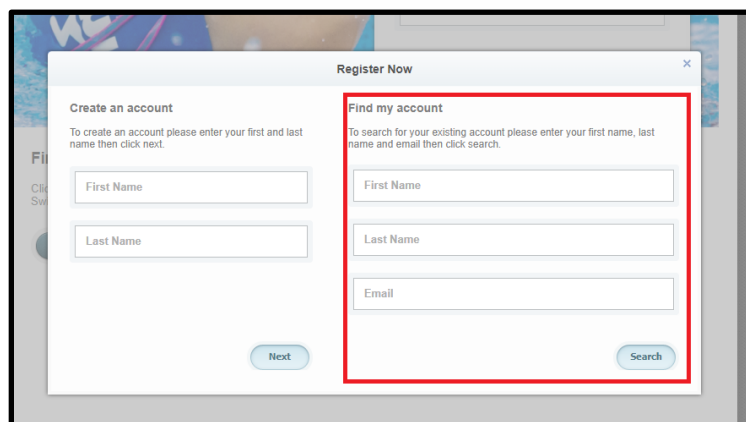 Register Now
×
Create an account
To create an account please enter your first and last
name then click next.
First Name
Last Name
Next
Find my account
To search for your existing account please enter your first name, last
name and email then click search.
First Name
Last Name
Email
Search